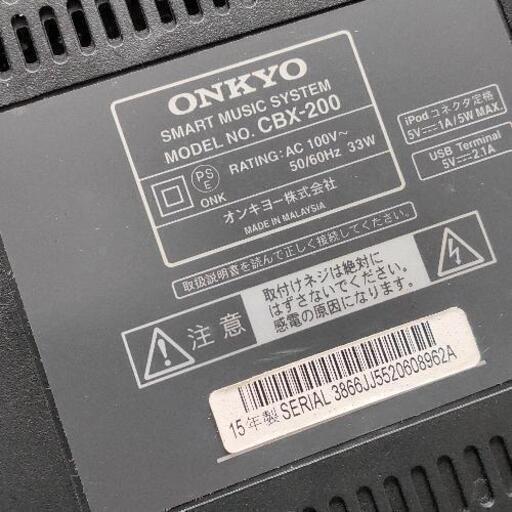 ONKYO
SMART MUSIC SYSTEM
MODEL NO. CBX-200
RATING: AC 100V~
50/60Hz 33W
PS
E
ONK
オンキヨー株式会社
MADE IN MALAYSIA
iPod コネクタ定格
5V⎓1A/5W MAX.
USB Terminal
5V⎓2.1A
取扱説明書を読んで正しく接続してください。
注意
取付けネジは絶対に
はずさないでください。
感電の原因になります。
15年製 SERIAL 3866JJ5520608962A